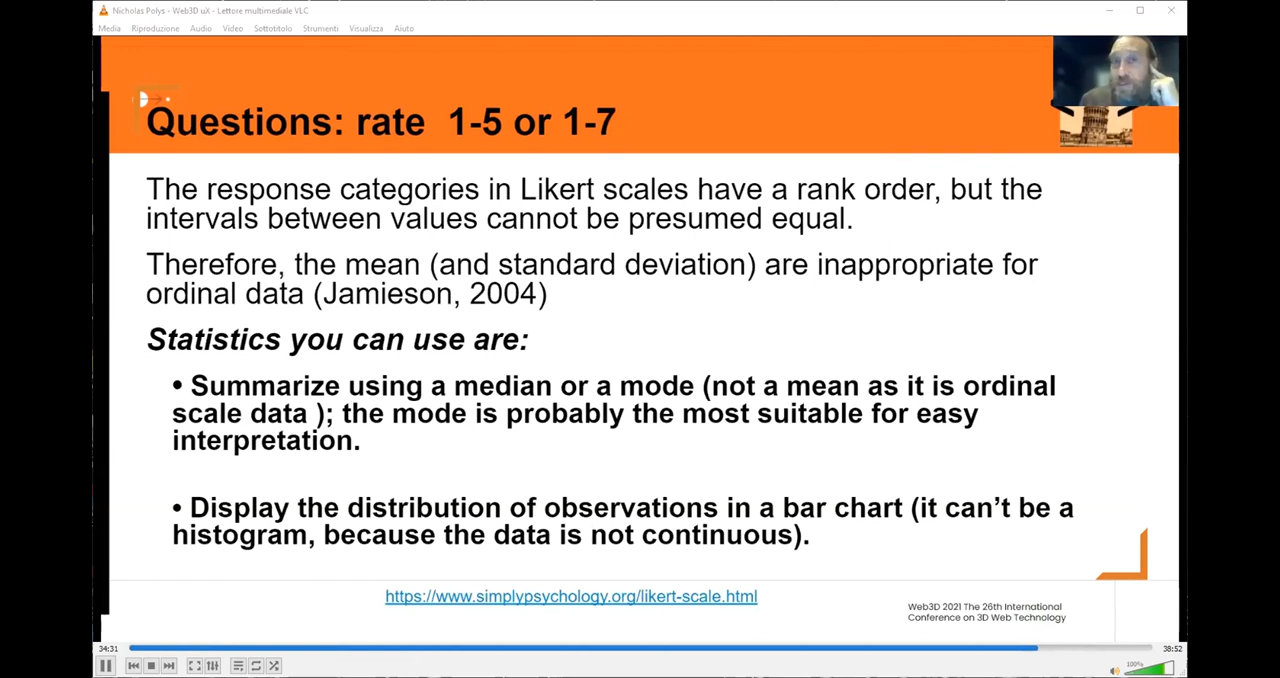 Nicholas Polys - Web3D uX - Lettore multimediale VLC
Media Riproduzione Audio Video Sottotitolo Strumenti Visualizza Aiuto
Questions: rate 1-5 or 1-7
The response categories in Likert scales have a rank order, but the
intervals between values cannot be presumed equal.
Therefore, the mean (and standard deviation) are inappropriate for
ordinal data (Jamieson, 2004)
Statistics you can use are:
• Summarize using a median or a mode (not a mean as it is ordinal
scale data ); the mode is probably the most suitable for easy
interpretation.
• Display the distribution of observations in a bar chart (it can’t be a
histogram, because the data is not continuous).
https://www.simplypsychology.org/likert-scale.html
Web3D 2021 The 26th International
Conference on 3D Web Technology
34:31 38:52
100%